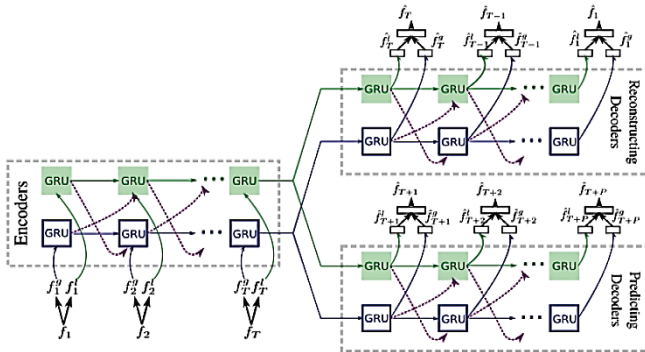 f̂_T f̂_{T−1} f̂_1
f̂^l_T f̂^g_T f̂^l_{T−1} f̂^g_{T−1} f̂^l_1 f̂^g_1
GRU GRU ... GRU
GRU GRU ... GRU
Reconstructing
Decoders
Encoders
GRU GRU ... GRU
GRU GRU ... GRU
f^g_1 f^l_1 f^g_2 f^l_2 f^g_T f^l_T
f_1 f_2 f_T
f̂_{T+1} f̂_{T+2} f̂_{T+P}
f̂^l_{T+1} f̂^g_{T+1} f̂^l_{T+2} f̂^g_{T+2} f̂^l_{T+P} f̂^g_{T+P}
GRU GRU ... GRU
GRU GRU ... GRU
Predicting
Decoders